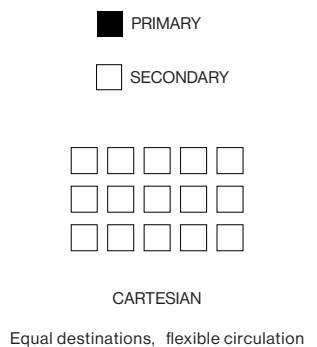 PRIMARY
SECONDARY
CARTESIAN
Equal destinations, flexible circulation